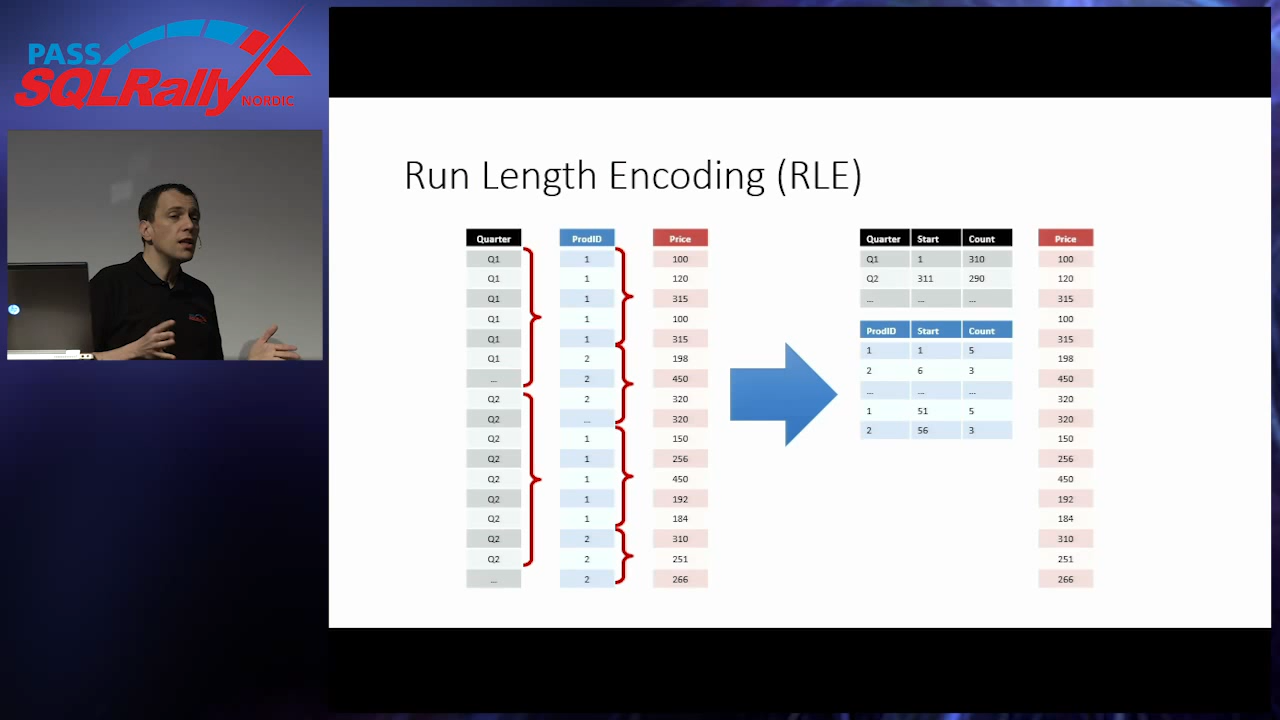 PASS
SQLRally
NORDIC
Run Length Encoding (RLE)
Quarter ProdID Price
Q1 1 100
Q1 1 120
Q1 1 315
Q1 1 100
Q1 1 315
Q1 2 198
... 2 450
Q2 2 320
Q2 ... 320
Q2 1 150
Q2 1 256
Q2 1 450
Q2 1 192
Q2 1 184
Q2 2 310
Q2 2 251
... 2 266
Quarter Start Count
Q1 1 310
Q2 311 290
... ... ...
ProdID Start Count
1 1 5
2 6 3
... ... ...
1 51 5
2 56 3
Price
100
120
315
100
315
198
450
320
320
150
256
450
192
184
310
251
266